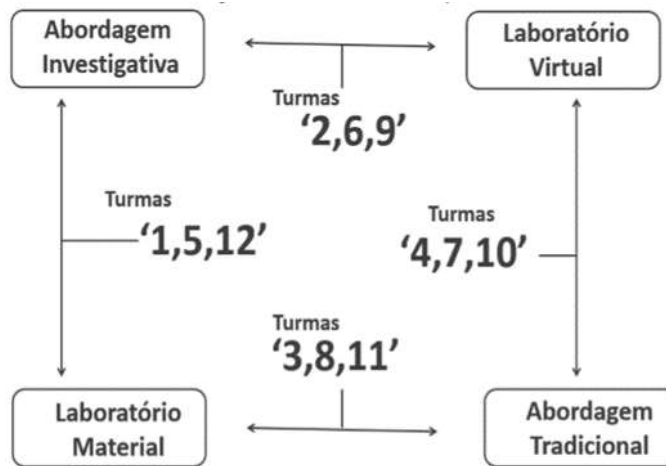 Abordagem
Investigativa
Laboratório
Virtual
Turmas
‘2,6,9’
Turmas
‘1,5,12’
Turmas
‘4,7,10’
Turmas
‘3,8,11’
Laboratório
Material
Abordagem
Tradicional